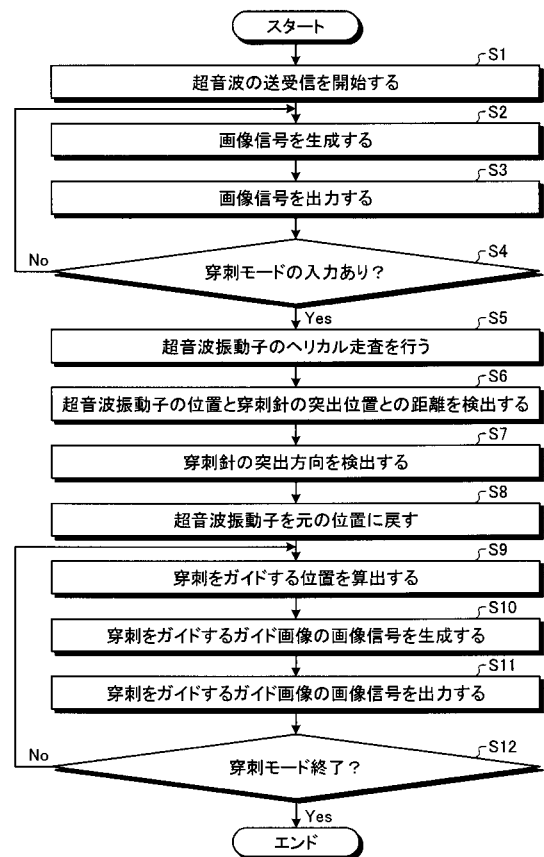 スタート
S1
超音波の送受信を開始する
S2
画像信号を生成する
S3
画像信号を出力する
S4
穿刺モードの入力あり？
No
Yes
S5
超音波振動子のヘリカル走査を行う
S6
超音波振動子の位置と穿刺針の突出位置との距離を検出する
S7
穿刺針の突出方向を検出する
S8
超音波振動子を元の位置に戻す
S9
穿刺をガイドする位置を算出する
S10
穿刺をガイドするガイド画像の画像信号を生成する
S11
穿刺をガイドするガイド画像の画像信号を出力する
S12
穿刺モード終了？
No
Yes
エンド